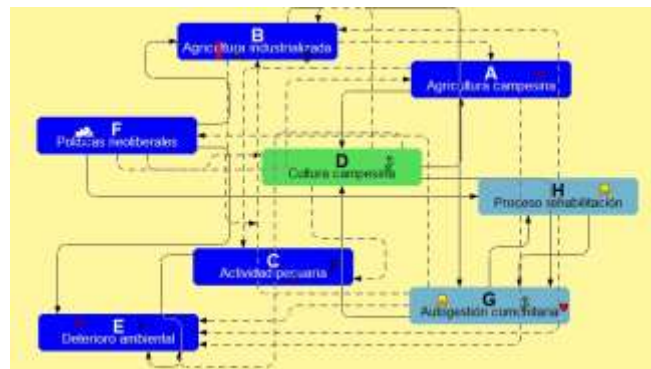 B
Agricultura industrializada
A
Agricultura campesina
F
Políticas neoliberales
D
Cultura campesina
H
Proceso rehabilitación
C
Actividad pecuaria
G
Autogestión comunitaria
E
Deterioro ambiental